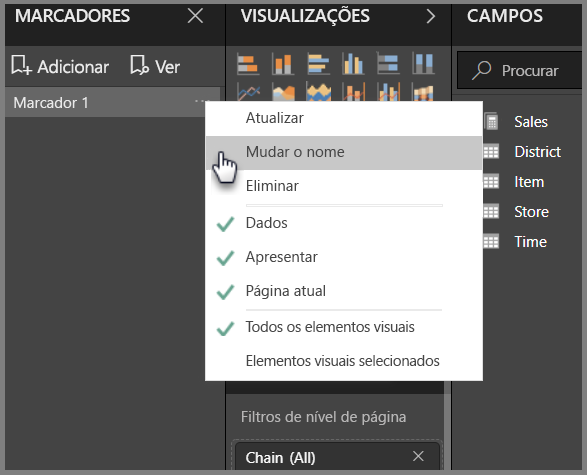 MARCADORES
VISUALIZAÇÕES
CAMPOS
Adicionar
Ver
Procurar
Marcador 1
Atualizar
Mudar o nome
Eliminar
Dados
Apresentar
Página atual
Todos os elementos visuais
Elementos visuais selecionados
Sales
District
Item
Store
Time
Filtros de nível de página
Chain (All)